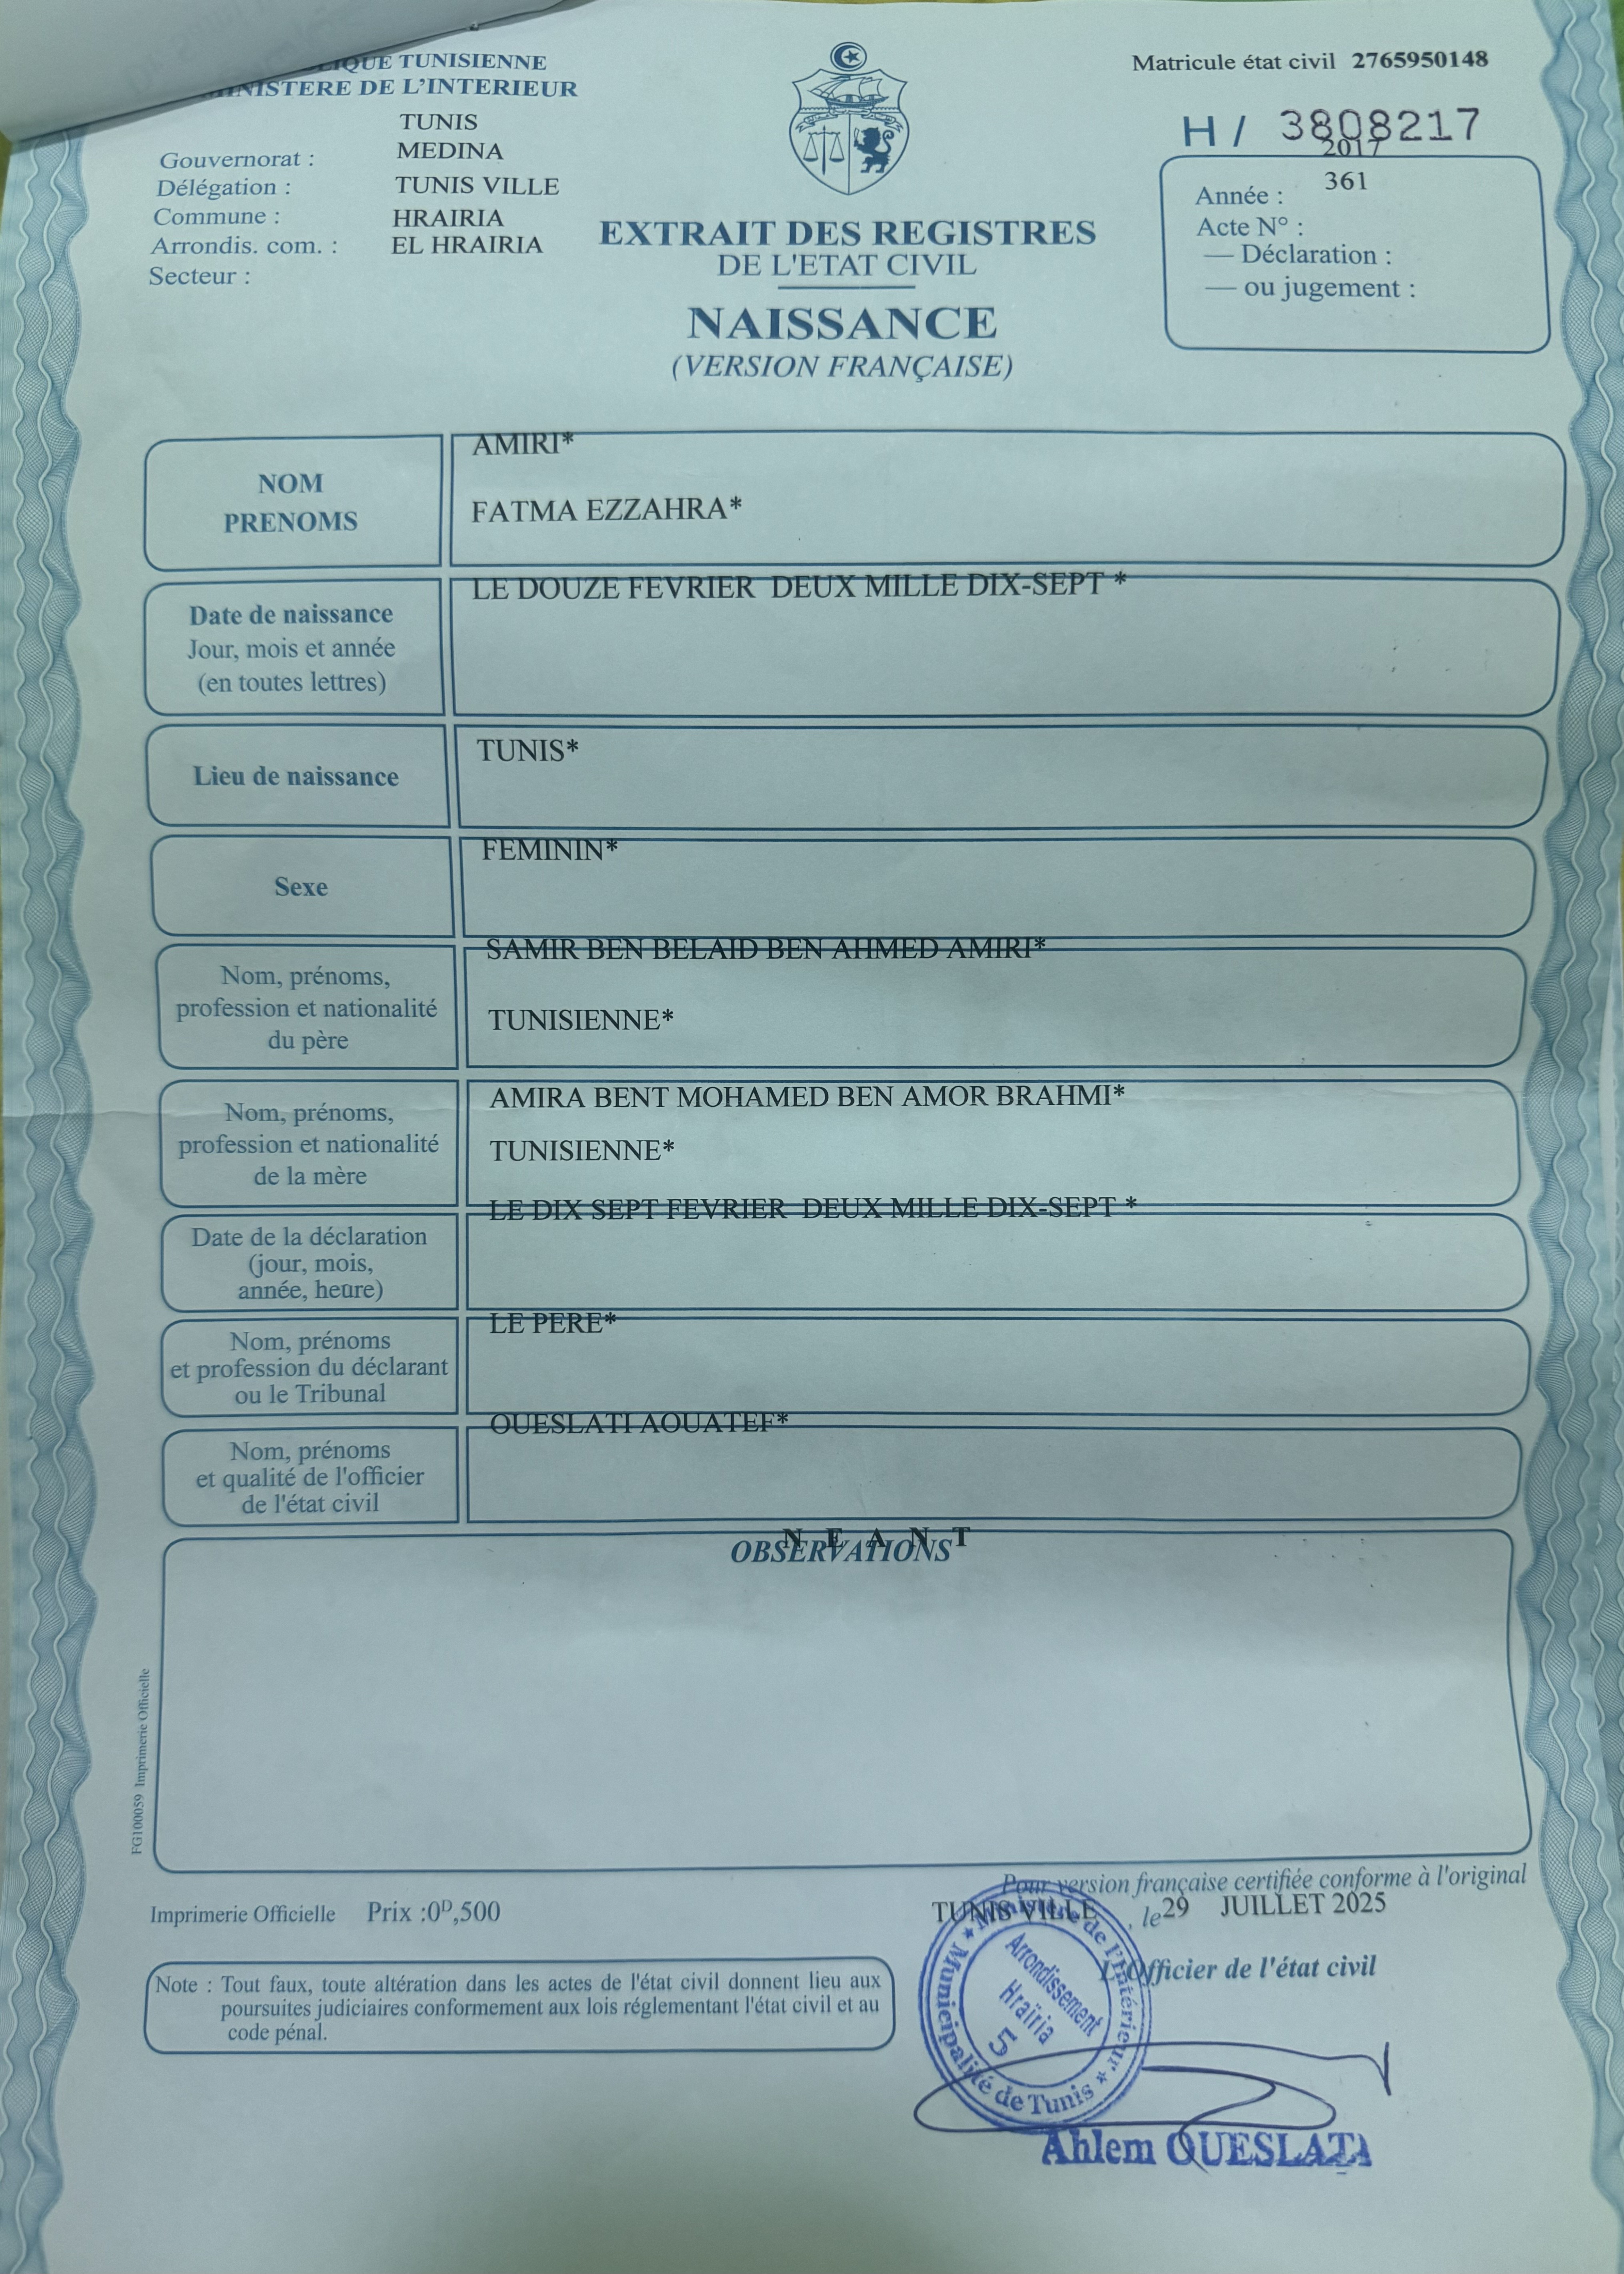 IQUE TUNISIENNE
MINISTERE DE L'INTERIEUR
Matricule état civil 2765950148
H / 3808217
Gouvernorat : TUNIS
Délégation : MEDINA
Commune : TUNIS VILLE
Arrondis. com. : HRAIRIA
Secteur : EL HRAIRIA
2017
Année : 361
Acte N° :
— Déclaration :
— ou jugement :
EXTRAIT DES REGISTRES
DE L'ETAT CIVIL
NAISSANCE
(VERSION FRANÇAISE)
NOM
PRENOMS
AMIRI*
FATMA EZZAHRA*
Date de naissance
Jour, mois et année
(en toutes lettres)
LE DOUZE FEVRIER DEUX MILLE DIX-SEPT *
Lieu de naissance
TUNIS*
Sexe
FEMININ*
Nom, prénoms,
profession et nationalité
du père
SAMIR BEN BELAID BEN AHMED AMIRI*
TUNISIENNE*
Nom, prénoms,
profession et nationalité
de la mère
AMIRA BENT MOHAMED BEN AMOR BRAHMI*
TUNISIENNE*
Date de la déclaration
(jour, mois,
année, heure)
LE DIX SEPT FEVRIER DEUX MILLE DIX-SEPT *
Nom, prénoms
et profession du déclarant
ou le Tribunal
LE PERE*
Nom, prénoms
et qualité de l'officier
de l'état civil
OUESLATI AOUATEF*
N E A N T
OBSERVATIONS
FG100059 Imprimerie Officielle
Pour version française certifiée conforme à l'original
Imprimerie Officielle Prix :0ᴰ,500
TUNIS VILLE , le 29 JUILLET 2025
L'Officier de l'état civil
Note : Tout faux, toute altération dans les actes de l'état civil donnent lieu aux
poursuites judiciaires conformement aux lois réglementant l'état civil et au
code pénal.
★ Ministère de l'Intérieur ★ Municipalité de Tunis
Arrondissement
Hraïria
5
Ahlem OUESLATI